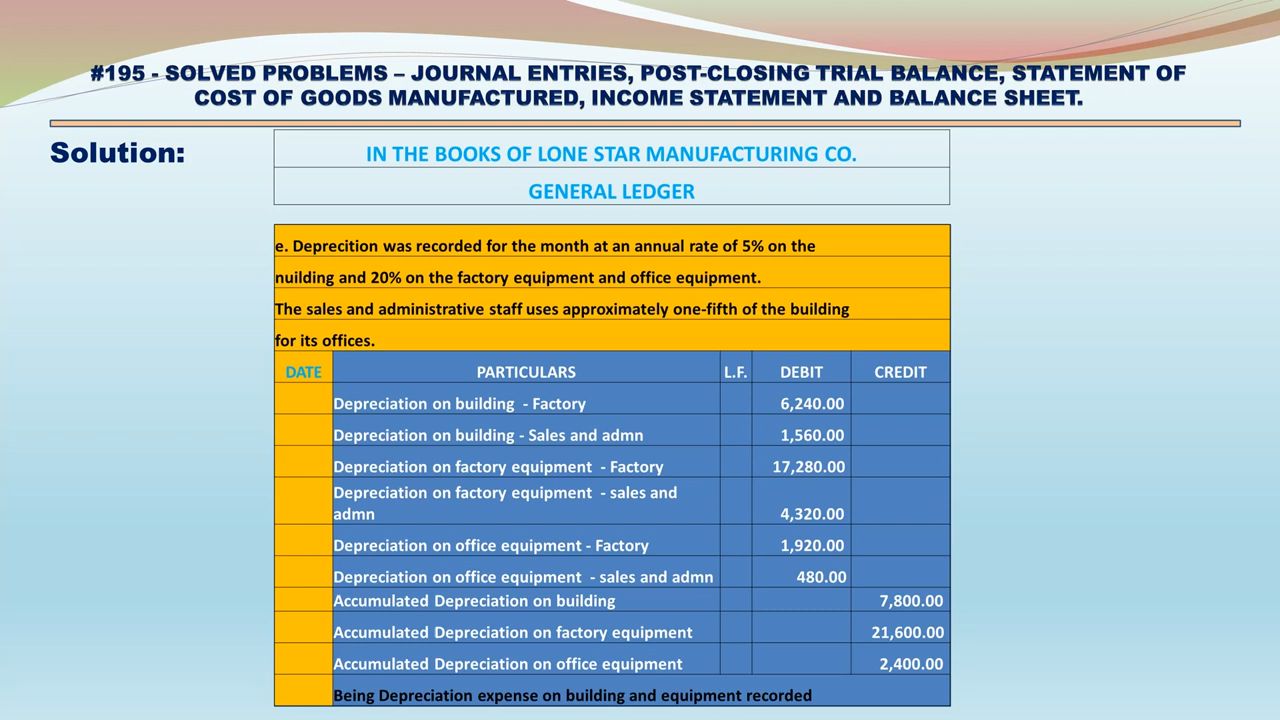 #195 - SOLVED PROBLEMS – JOURNAL ENTRIES, POST-CLOSING TRIAL BALANCE, STATEMENT OF
COST OF GOODS MANUFACTURED, INCOME STATEMENT AND BALANCE SHEET.
Solution:
IN THE BOOKS OF LONE STAR MANUFACTURING CO.
GENERAL LEDGER
e. Deprecition was recorded for the month at an annual rate of 5% on the
nuilding and 20% on the factory equipment and office equipment.
The sales and administrative staff uses approximately one-fifth of the building
for its offices.
DATE PARTICULARS L.F. DEBIT CREDIT
Depreciation on building - Factory 6,240.00
Depreciation on building - Sales and admn 1,560.00
Depreciation on factory equipment - Factory 17,280.00
Depreciation on factory equipment - sales and
admn 4,320.00
Depreciation on office equipment - Factory 1,920.00
Depreciation on office equipment - sales and admn 480.00
Accumulated Depreciation on building 7,800.00
Accumulated Depreciation on factory equipment 21,600.00
Accumulated Depreciation on office equipment 2,400.00
Being Depreciation expense on building and equipment recorded